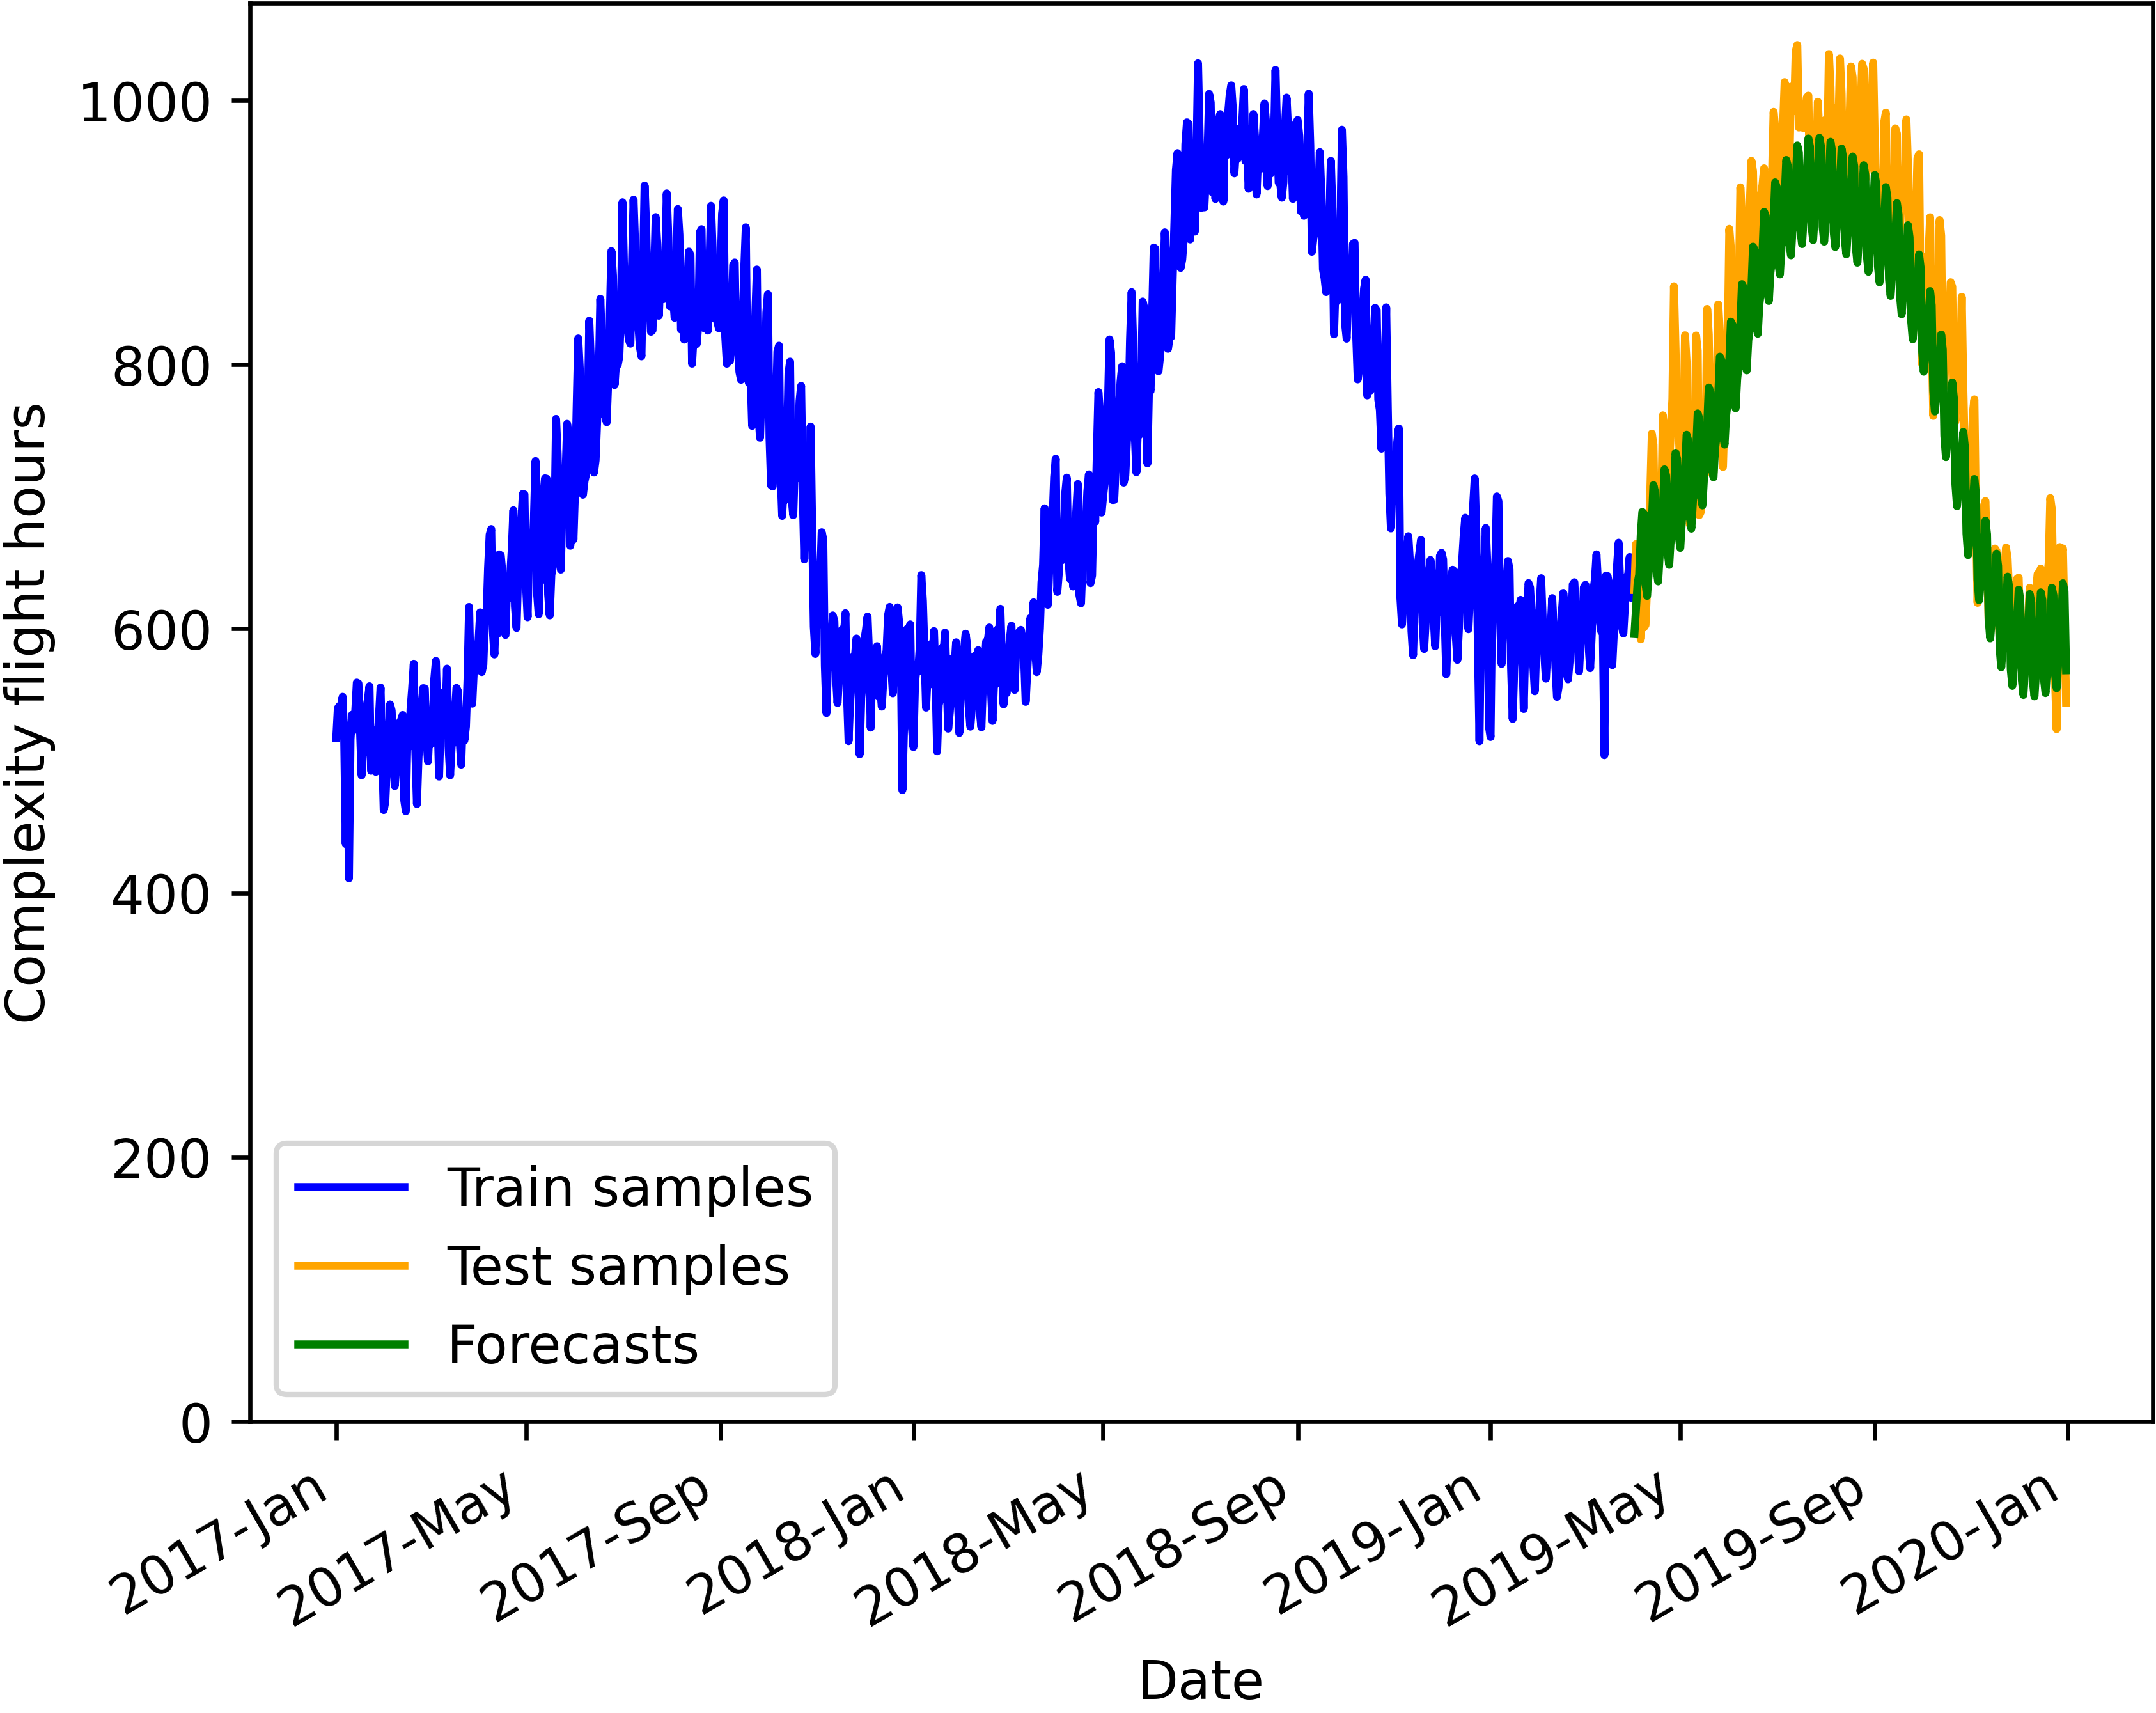 Complexity flight hours
1000
800
600
400
200
0
Train samples
Test samples
Forecasts
2017-Jan
2017-May
2017-Sep
2018-Jan
2018-May
2018-Sep
2019-Jan
2019-May
2019-Sep
2020-Jan
Date